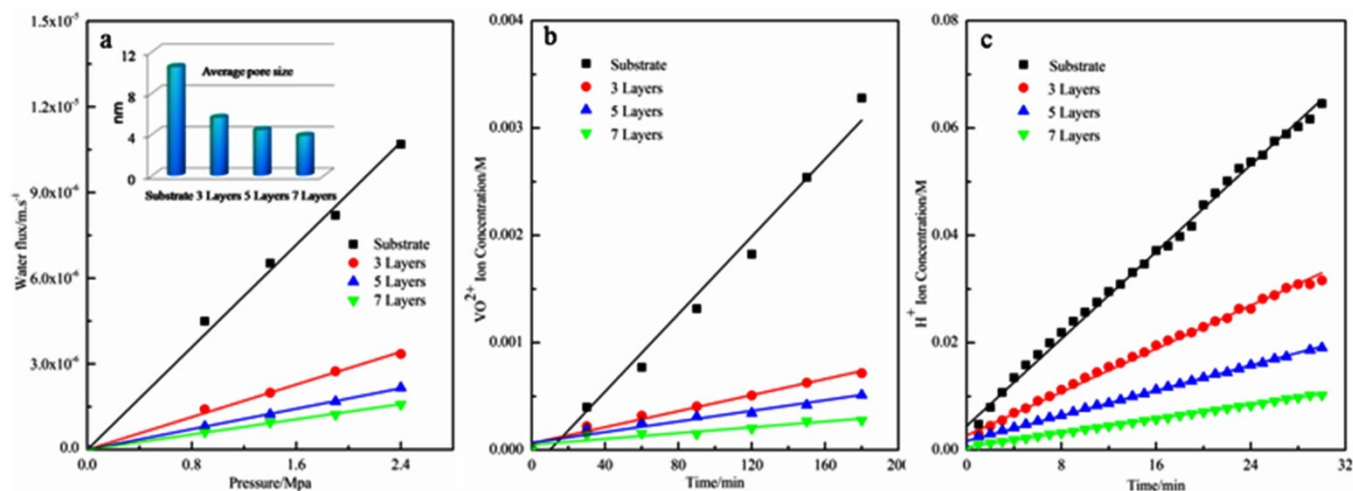 a
1.5x10⁻⁵
1.2x10⁻⁵
9.0x10⁻⁶
6.0x10⁻⁶
3.0x10⁻⁶
0.0
Water flux/m.s⁻¹
0.0 0.8 1.6 2.4
Pressure/Mpa
12
8
4
0
nm
Average pore size
Substrate 3 Layers 5 Layers 7 Layers
Substrate
3 Layers
5 Layers
7 Layers
b
0.004
0.003
0.002
0.001
0.000
VO²⁺ Ion Concentration/M
0 40 80 120 160 200
Time/min
Substrate
3 Layers
5 Layers
7 Layers
c
0.08
0.06
0.04
0.02
0.00
H⁺ Ion Concentration/M
0 8 16 24 32
Time/min
Substrate
3 Layers
5 Layers
7 Layers